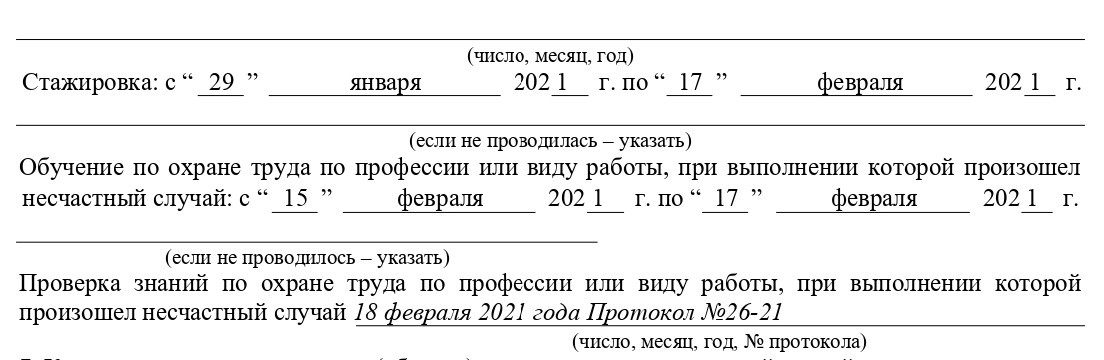 (число, месяц, год)
Стажировка: с “ 29 ” января 2021 г. по “ 17 ” февраля 2021 г.
(если не проводилась – указать)
Обучение по охране труда по профессии или виду работы, при выполнении которой произошел
несчастный случай: с “ 15 ” февраля 2021 г. по “ 17 ” февраля 2021 г.
(если не проводилось – указать)
Проверка знаний по охране труда по профессии или виду работы, при выполнении которой
произошел несчастный случай 18 февраля 2021 года Протокол №26-21
(число, месяц, год, № протокола)